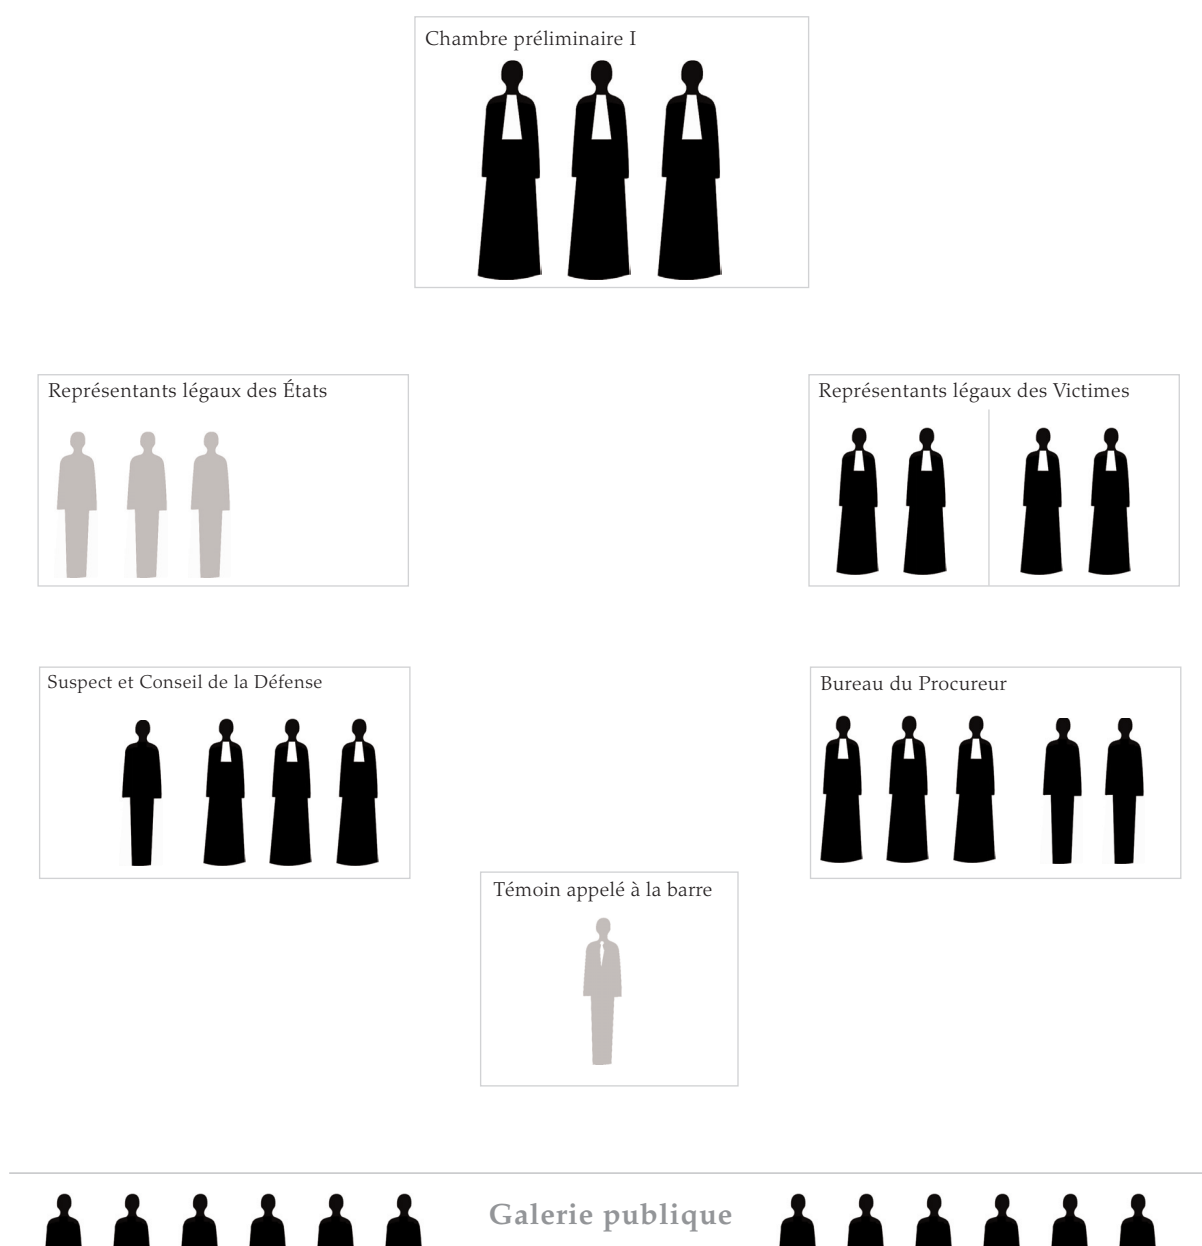 Chambre préliminaire I
Représentants légaux des États
Représentants légaux des Victimes
Suspect et Conseil de la Défense
Bureau du Procureur
Témoin appelé à la barre
Galerie publique